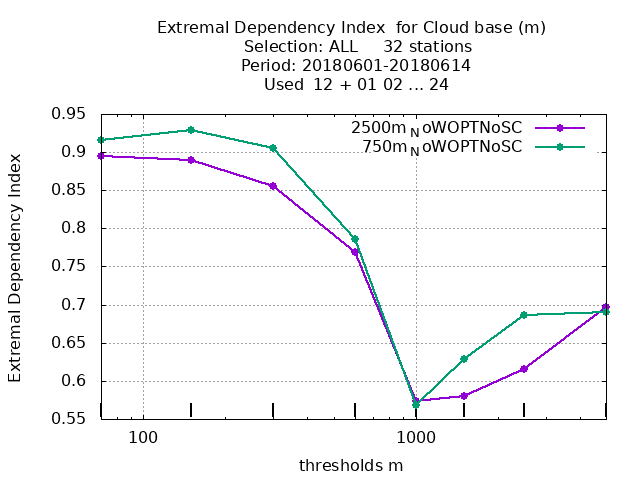 Extremal Dependency Index  for Cloud base (m)
Selection: ALL     32 stations
Period: 20180601-20180614
Used  12 + 01 02 ... 24
2500m_NoWOPTNoSC
750m_NoWOPTNoSC
0.95
0.9
0.85
0.8
0.75
0.7
0.65
0.6
0.55
Extremal Dependency Index
100
1000
thresholds m